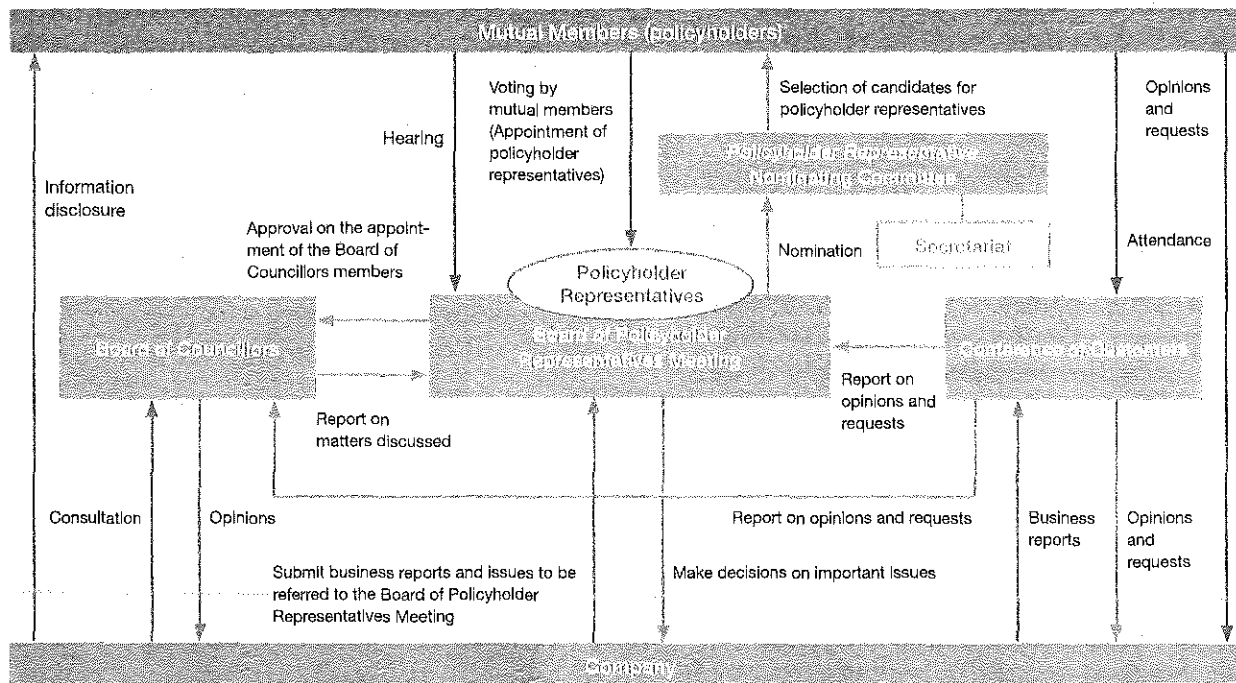 Mutual Members (policyholders)
Voting by
mutual members
(Appointment of
policyholder
representatives)
Selection of candidates for
policyholder representatives
Opinions
and
requests
Hearing
Policyholder Representative
Nominating Committee
Information
disclosure
Approval on the appoint-
ment of the Board of
Councillors members
Nomination
Secretariat
Attendance
Policyholder
Representatives
Board of Councillors
Board of Policyholder
Representatives Meeting
Conference of Customers
Report on
opinions and
requests
Report on
matters discussed
Consultation
Opinions
Report on opinions and requests
Business
reports
Opinions
and
requests
Submit business reports and issues to be
referred to the Board of Policyholder
Representatives Meeting
Make decisions on important issues
Company